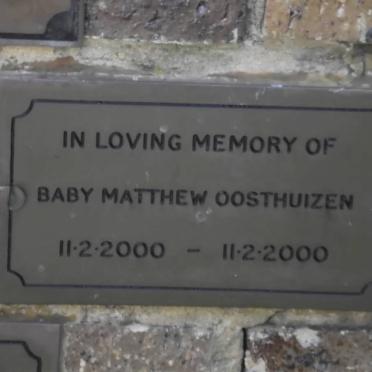 IN LOVING MEMORY OF
BABY MATTHEW OOSTHUIZEN
11·2·2000 - 11·2·2000